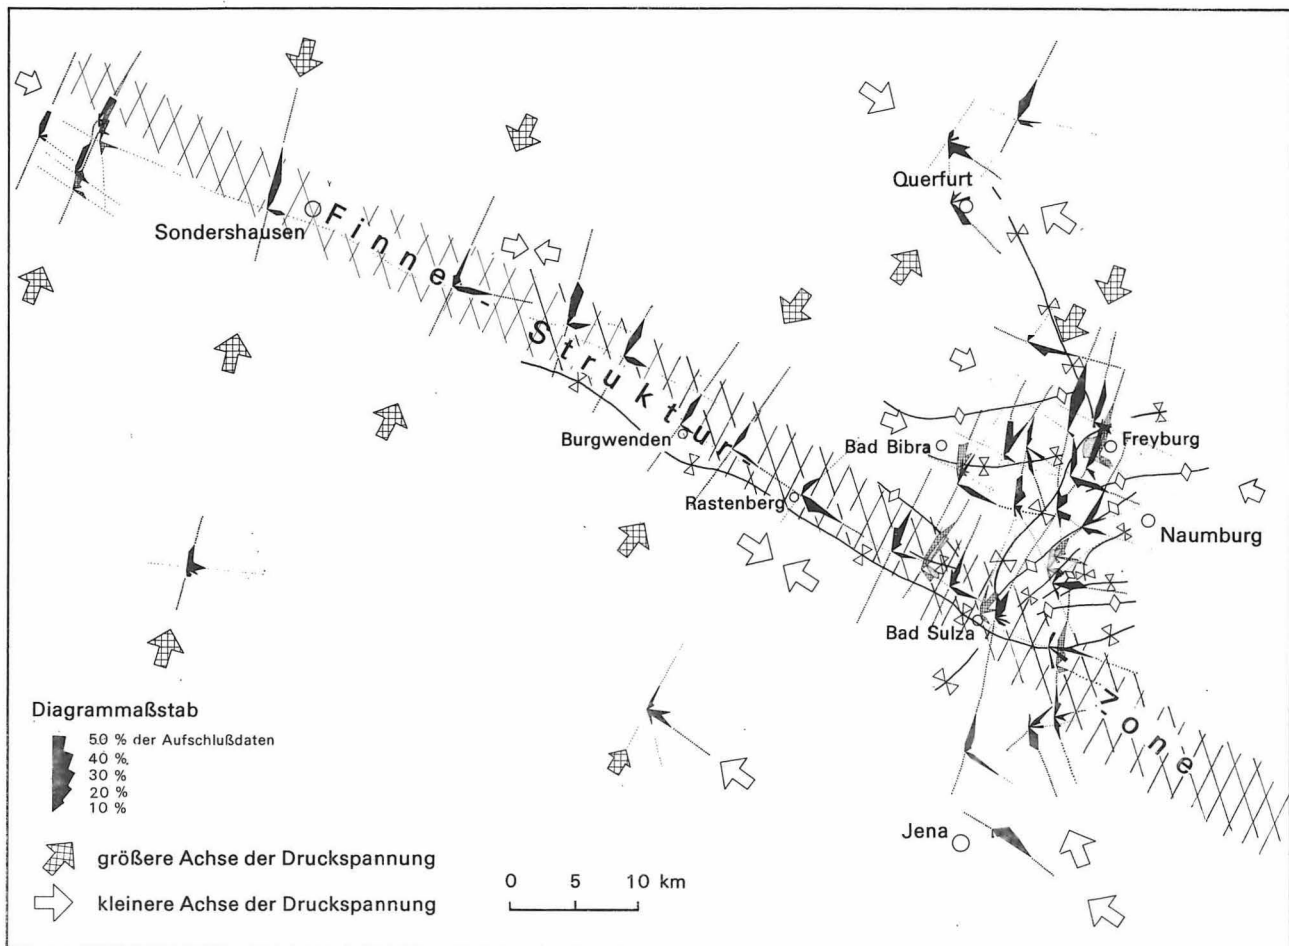 Querfurt
Sondershausen
Finne-
Struktur-
Zone
Burgwenden
Bad Bibra
Freyburg
Rastenberg
Naumburg
Bad Sulza
Diagrammaßstab
50 % der Aufschlußdaten
40 %
30 %
20 %
10 %
Jena
größere Achse der Druckspannung
kleinere Achse der Druckspannung
0 5 10 km